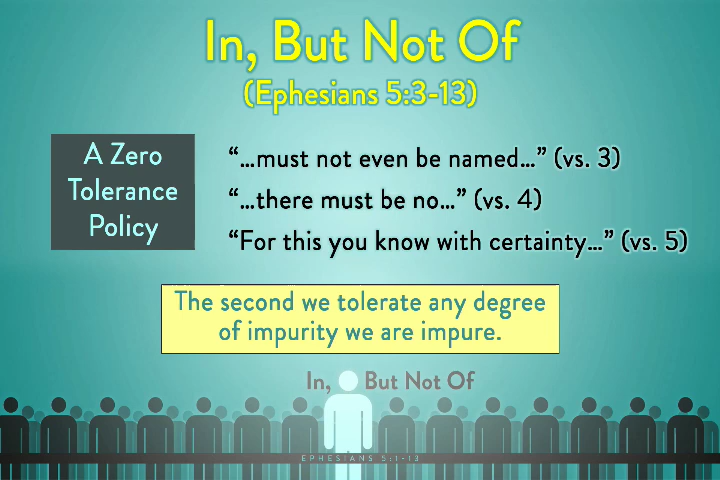 In, But Not Of
(Ephesians 5:3-13)
A Zero
Tolerance
Policy
“...must not even be named...” (vs. 3)
“...there must be no...” (vs. 4)
“For this you know with certainty...” (vs. 5)
The second we tolerate any degree
of impurity we are impure.
In, But Not Of
EPHESIANS 5:1-13